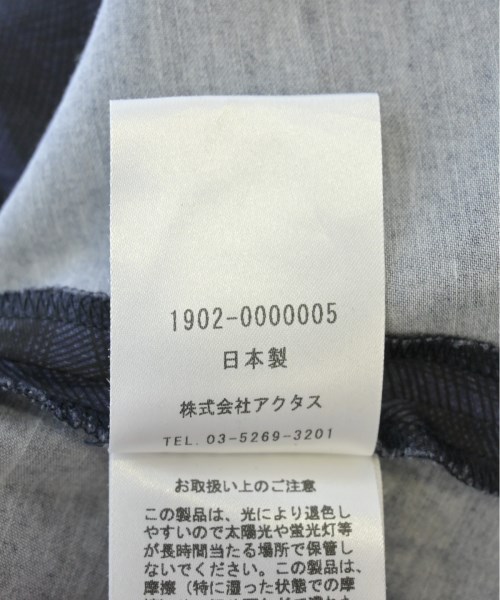 1902-0000005
日本製
株式会社アクタス
TEL. 03-5269-3201
お取扱い上のご注意
この製品は、光により退色し
やすいので太陽光や蛍光灯等
が長時間当たる場所で保管し
ないでください。この製品は、
摩擦（特に湿った状態での摩